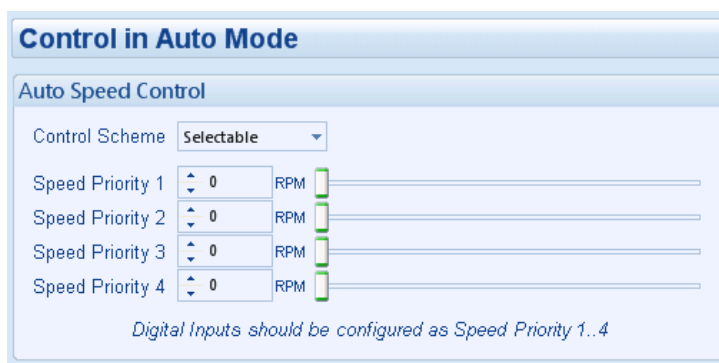 Control in Auto Mode
Auto Speed Control
Control Scheme Selectable
Speed Priority 1 0 RPM
Speed Priority 2 0 RPM
Speed Priority 3 0 RPM
Speed Priority 4 0 RPM
Digital Inputs should be configured as Speed Priority 1..4